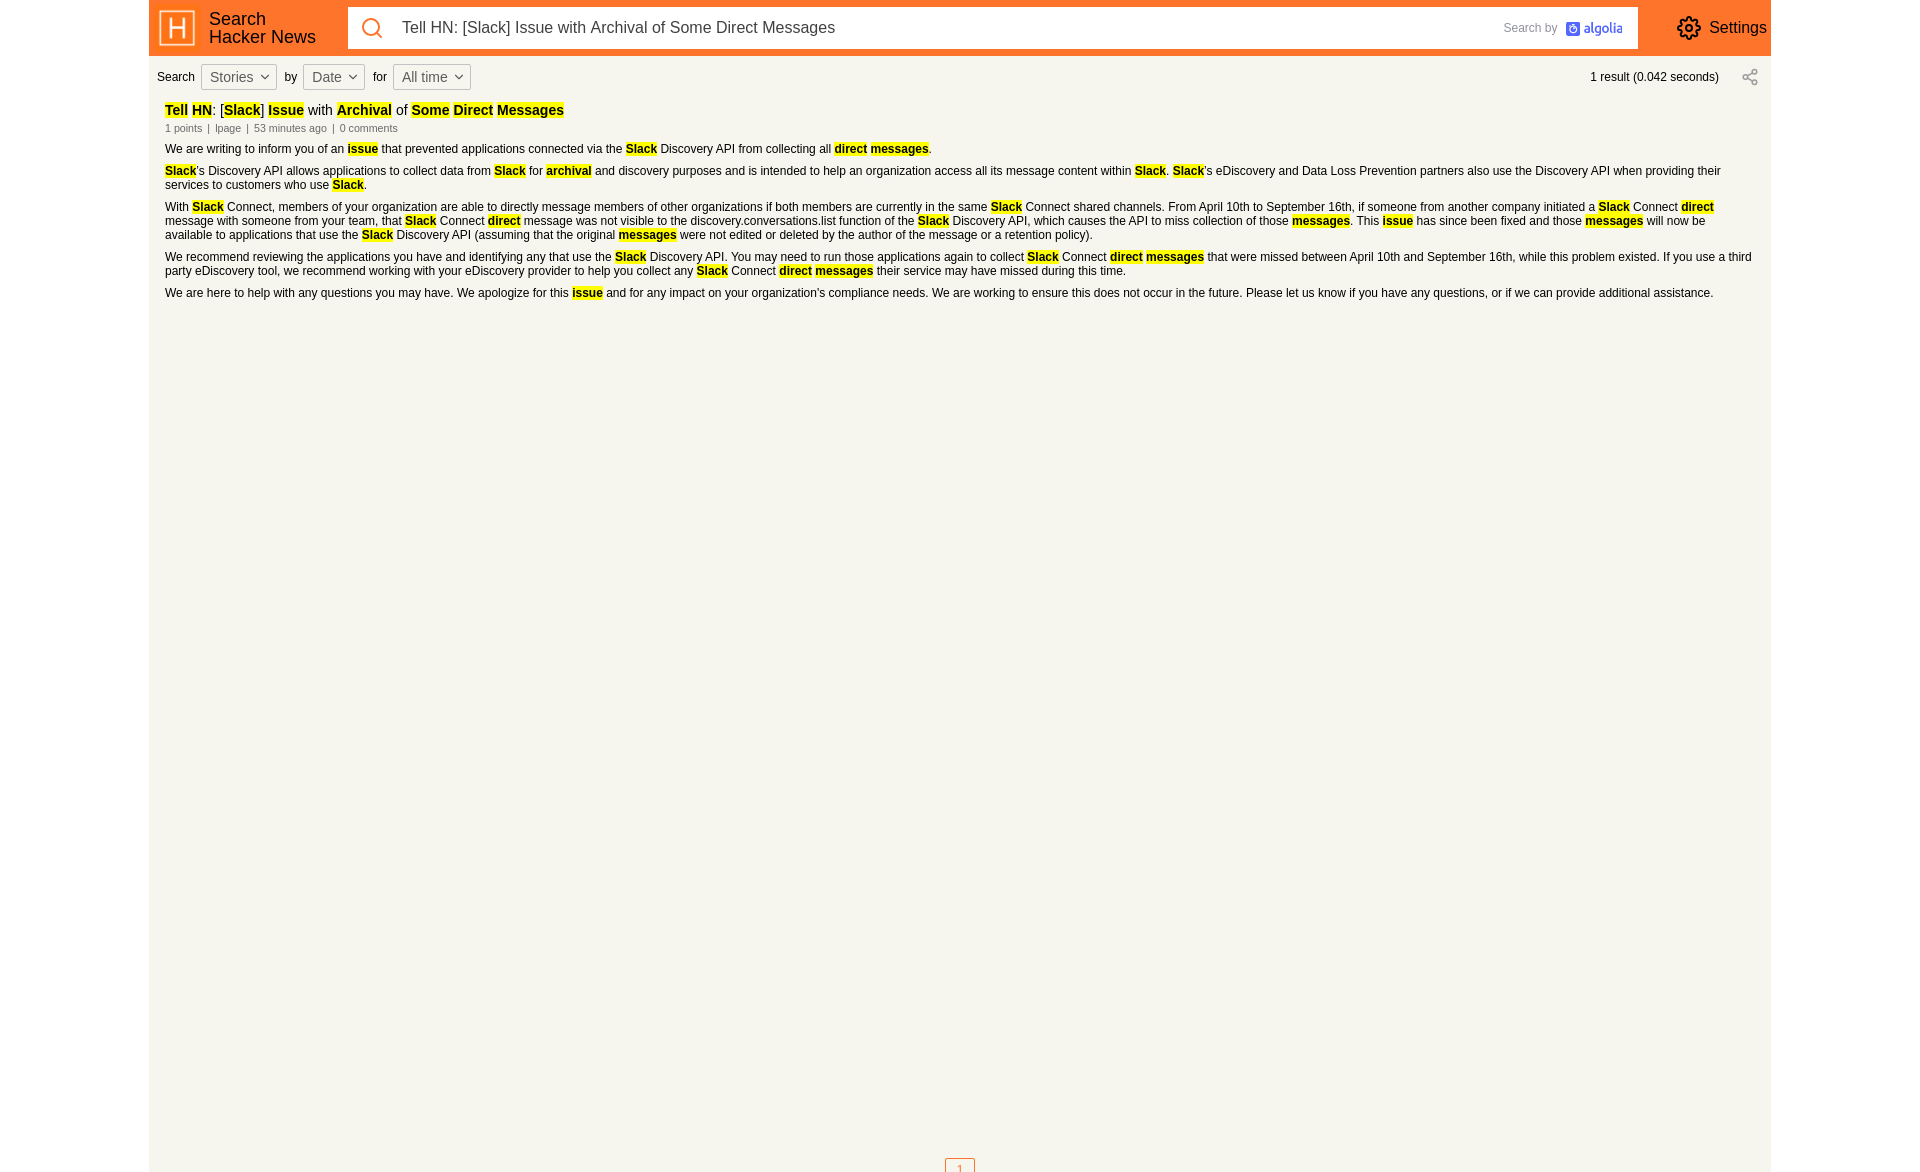 Search
Hacker News
Tell HN: [Slack] Issue with Archival of Some Direct Messages
Search by algolia
Settings
Search Stories by Date for All time
1 result (0.042 seconds)
Tell HN: [Slack] Issue with Archival of Some Direct Messages
1 points | lpage | 53 minutes ago | 0 comments
We are writing to inform you of an issue that prevented applications connected via the Slack Discovery API from collecting all direct messages.
Slack's Discovery API allows applications to collect data from Slack for archival and discovery purposes and is intended to help an organization access all its message content within Slack. Slack's eDiscovery and Data Loss Prevention partners also use the Discovery API when providing their
services to customers who use Slack.
With Slack Connect, members of your organization are able to directly message members of other organizations if both members are currently in the same Slack Connect shared channels. From April 10th to September 16th, if someone from another company initiated a Slack Connect direct
message with someone from your team, that Slack Connect direct message was not visible to the discovery.conversations.list function of the Slack Discovery API, which causes the API to miss collection of those messages. This issue has since been fixed and those messages will now be
available to applications that use the Slack Discovery API (assuming that the original messages were not edited or deleted by the author of the message or a retention policy).
We recommend reviewing the applications you have and identifying any that use the Slack Discovery API. You may need to run those applications again to collect Slack Connect direct messages that were missed between April 10th and September 16th, while this problem existed. If you use a third
party eDiscovery tool, we recommend working with your eDiscovery provider to help you collect any Slack Connect direct messages their service may have missed during this time.
We are here to help with any questions you may have. We apologize for this issue and for any impact on your organization's compliance needs. We are working to ensure this does not occur in the future. Please let us know if you have any questions, or if we can provide additional assistance.
1